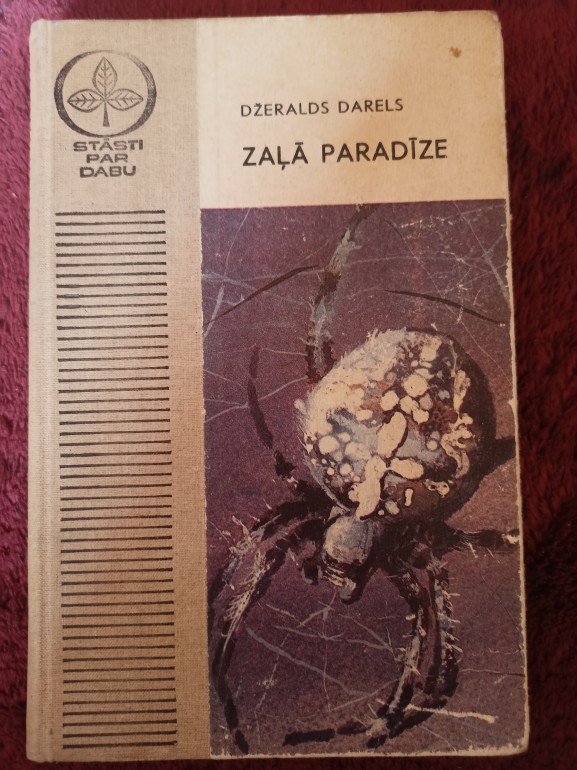 STĀSTI
PAR
DABU
DŽERALDS DARELS
ZAĻĀ PARADĪZE